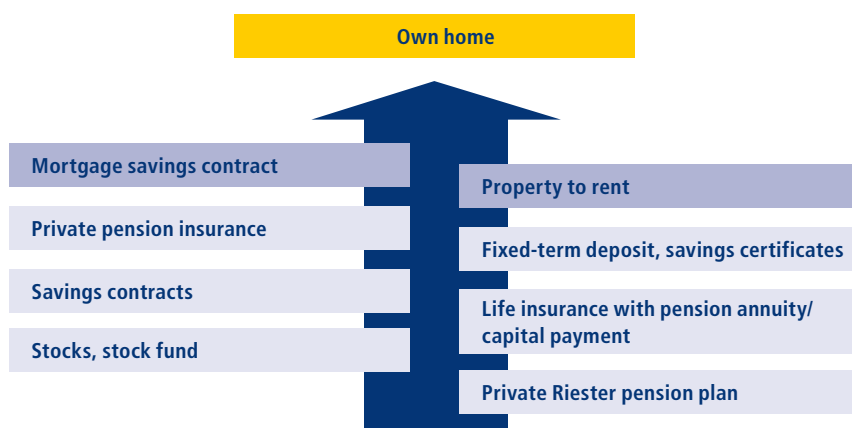 Own home
Mortgage savings contract
Property to rent
Private pension insurance
Fixed-term deposit, savings certificates
Savings contracts
Life insurance with pension annuity/
capital payment
Stocks, stock fund
Private Riester pension plan